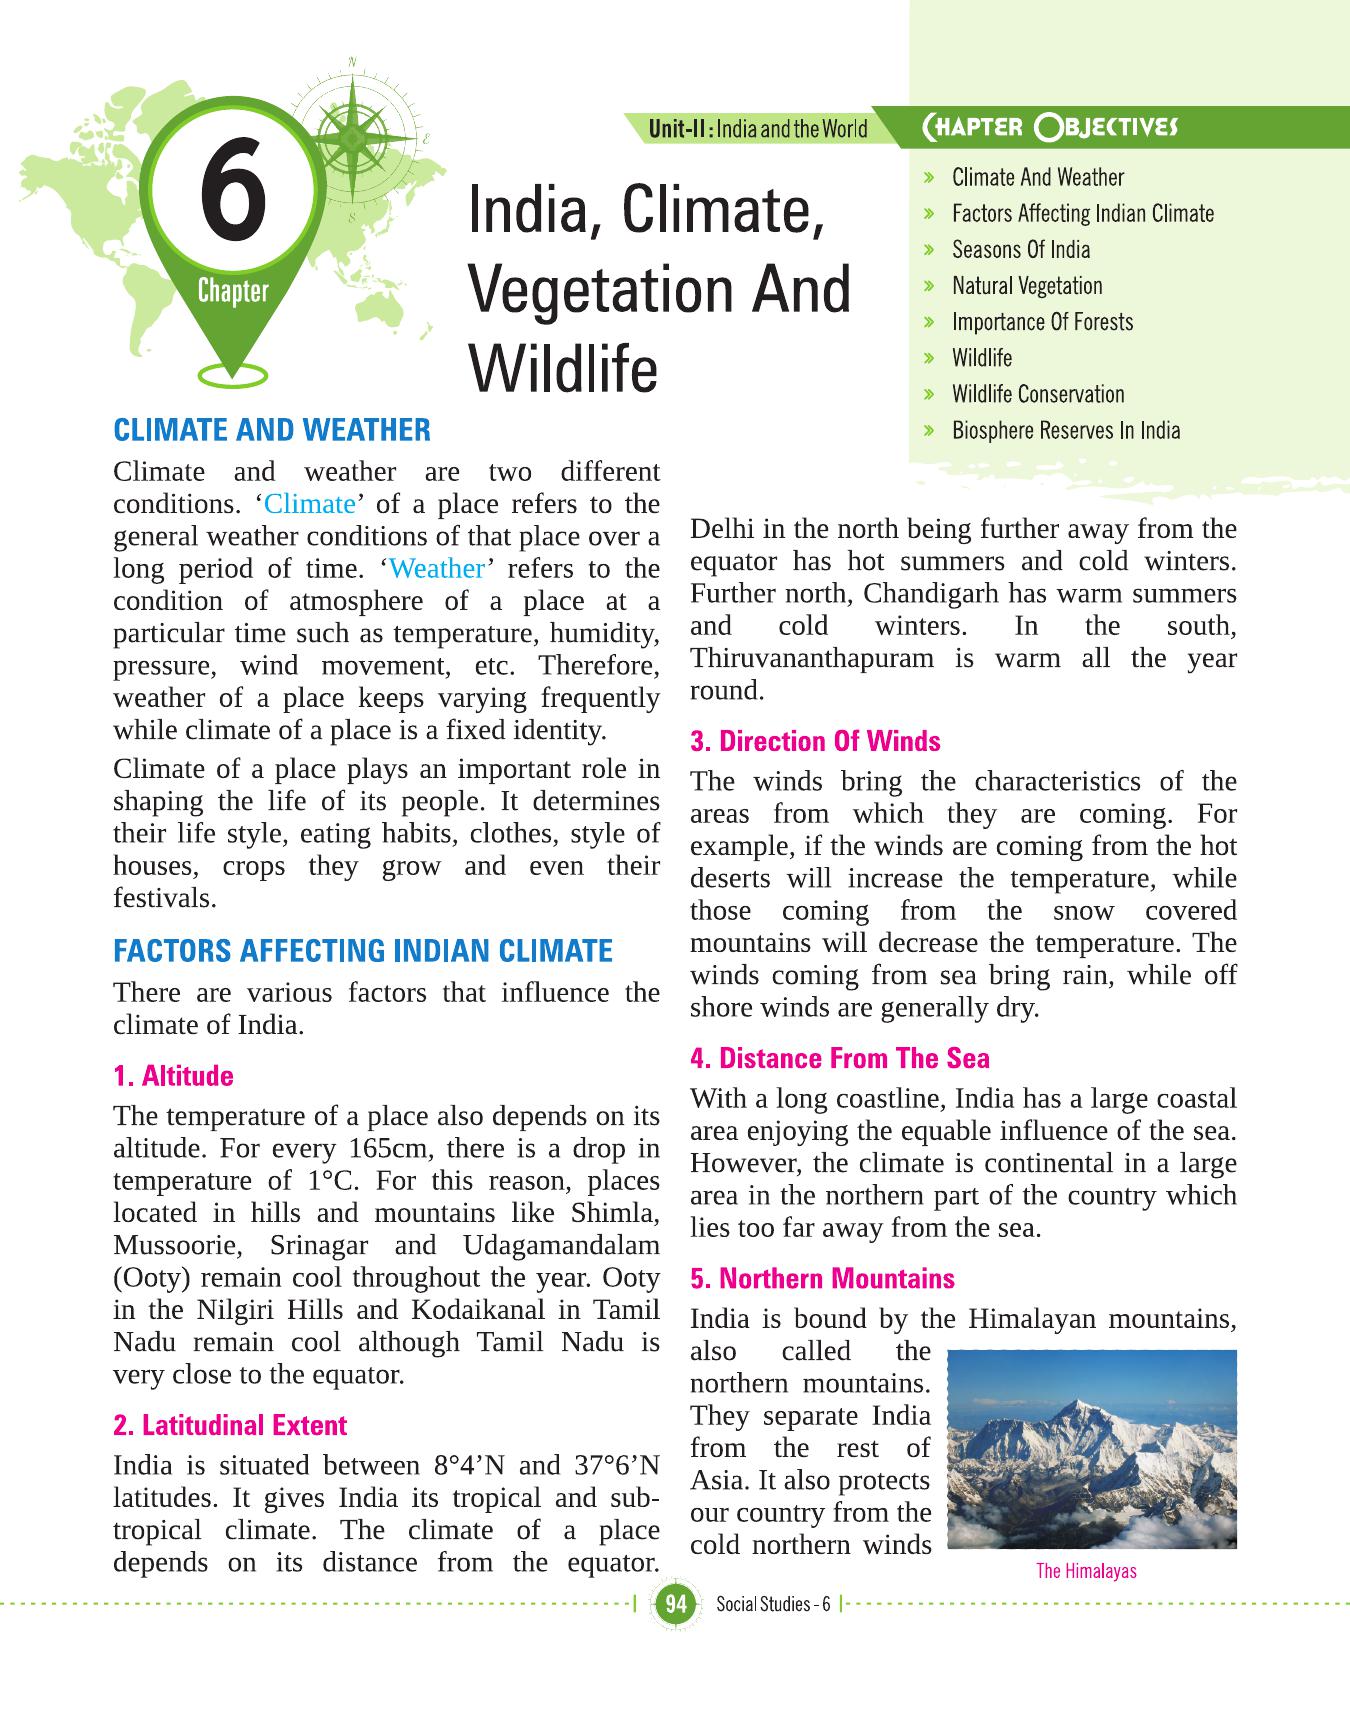 N
E
S
6
Chapter
Unit-II : India and the World
India, Climate,
Vegetation And
Wildlife
CHAPTER OBJECTIVES
» Climate And Weather
» Factors Affecting Indian Climate
» Seasons Of India
» Natural Vegetation
» Importance Of Forests
» Wildlife
» Wildlife Conservation
» Biosphere Reserves In India
CLIMATE AND WEATHER
Climate and weather are two different
conditions. ‘Climate’ of a place refers to the
general weather conditions of that place over a
long period of time. ‘Weather’ refers to the
condition of atmosphere of a place at a
particular time such as temperature, humidity,
pressure, wind movement, etc. Therefore,
weather of a place keeps varying frequently
while climate of a place is a fixed identity.
Climate of a place plays an important role in
shaping the life of its people. It determines
their life style, eating habits, clothes, style of
houses, crops they grow and even their
festivals.
FACTORS AFFECTING INDIAN CLIMATE
There are various factors that influence the
climate of India.
1. Altitude
The temperature of a place also depends on its
altitude. For every 165cm, there is a drop in
temperature of 1°C. For this reason, places
located in hills and mountains like Shimla,
Mussoorie, Srinagar and Udagamandalam
(Ooty) remain cool throughout the year. Ooty
in the Nilgiri Hills and Kodaikanal in Tamil
Nadu remain cool although Tamil Nadu is
very close to the equator.
2. Latitudinal Extent
India is situated between 8°4’N and 37°6’N
latitudes. It gives India its tropical and sub-
tropical climate. The climate of a place
depends on its distance from the equator.
Delhi in the north being further away from the
equator has hot summers and cold winters.
Further north, Chandigarh has warm summers
and cold winters. In the south,
Thiruvananthapuram is warm all the year
round.
3. Direction Of Winds
The winds bring the characteristics of the
areas from which they are coming. For
example, if the winds are coming from the hot
deserts will increase the temperature, while
those coming from the snow covered
mountains will decrease the temperature. The
winds coming from sea bring rain, while off
shore winds are generally dry.
4. Distance From The Sea
With a long coastline, India has a large coastal
area enjoying the equable influence of the sea.
However, the climate is continental in a large
area in the northern part of the country which
lies too far away from the sea.
5. Northern Mountains
India is bound by the Himalayan mountains,
also called the
northern mountains.
They separate India
from the rest of
Asia. It also protects
our country from the
cold northern winds
The Himalayas
94 Social Studies - 6